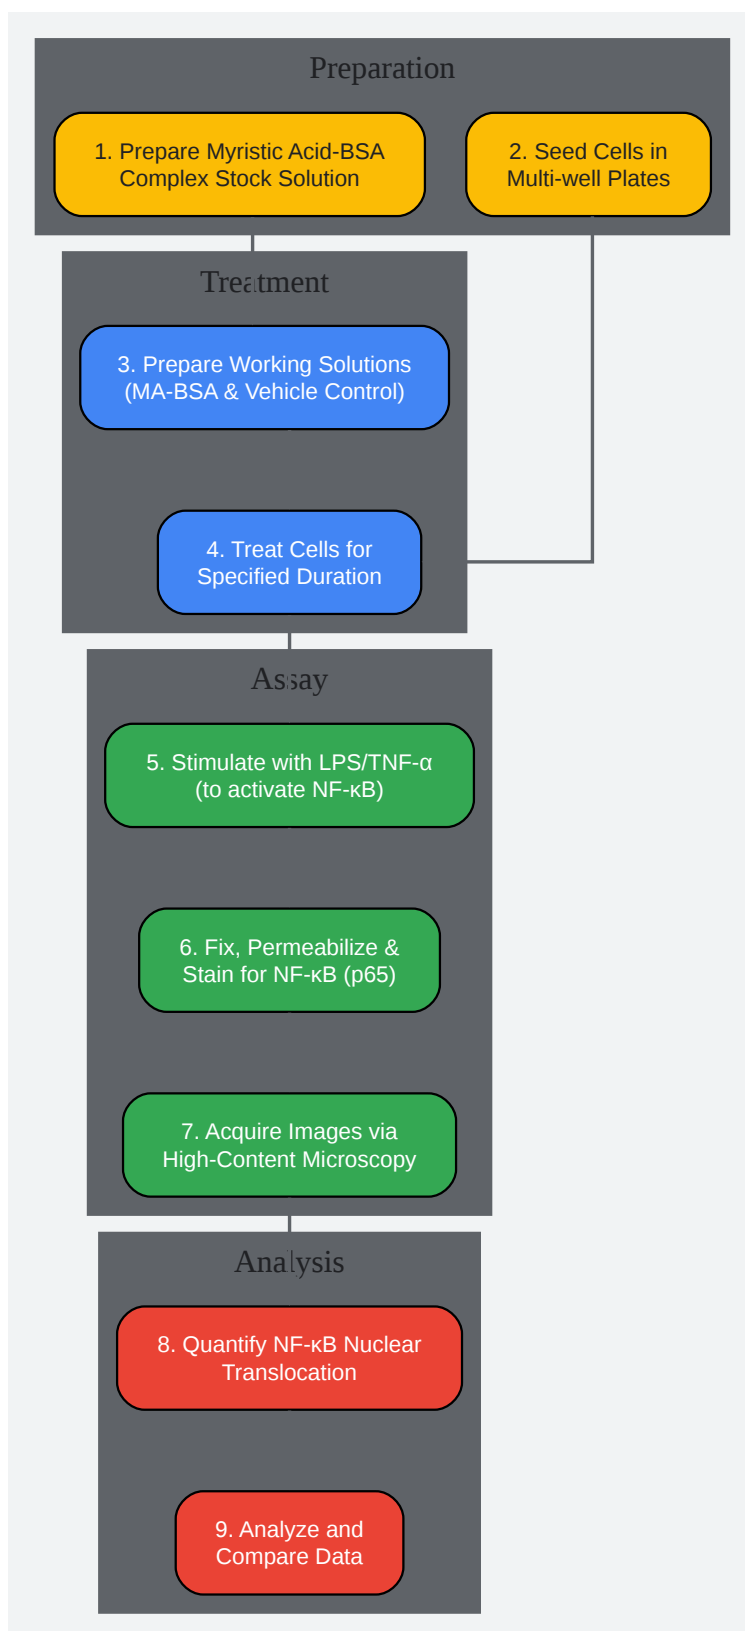 Preparation
1. Prepare Myristic Acid-BSA
Complex Stock Solution
2. Seed Cells in
Multi-well Plates
Treatment
3. Prepare Working Solutions
(MA-BSA & Vehicle Control)
4. Treat Cells for
Specified Duration
Assay
5. Stimulate with LPS/TNF-α
(to activate NF-κB)
6. Fix, Permeabilize &
Stain for NF-κB (p65)
7. Acquire Images via
High-Content Microscopy
Analysis
8. Quantify NF-κB Nuclear
Translocation
9. Analyze and
Compare Data